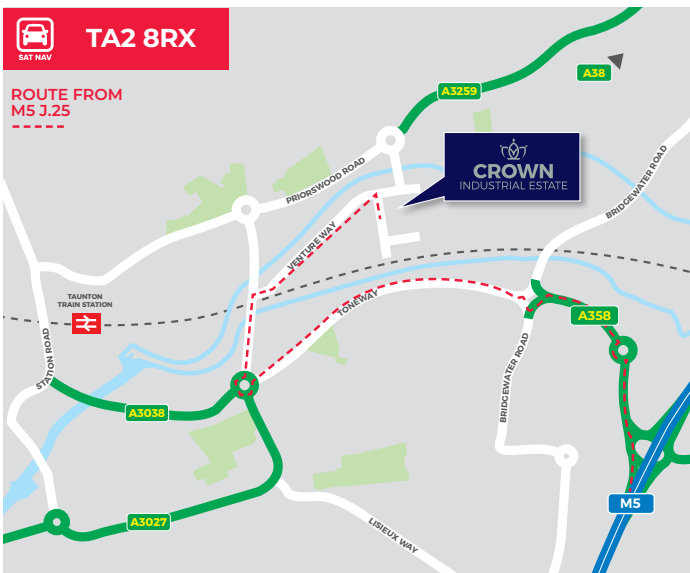 SAT NAV
TA2 8RX
ROUTE FROM
M5 J.25
A38
A3259
CROWN
INDUSTRIAL ESTATE
PRIORSWOOD ROAD
BRIDGEWATER ROAD
VENTURE WAY
TAUNTON
TRAIN STATION
TONEWAY
A358
STATION ROAD
BRIDGEWATER ROAD
A3038
M5
A3027
LISIEUX WAY